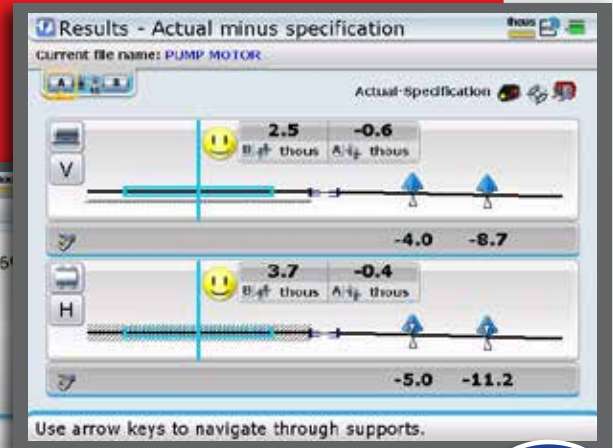 Results - Actual minus specification
thous
Current file name: PUMP MOTOR
A B
Actual-Specification
2.5 -0.6
V
B thous A thous
-4.0 -8.7
3.7 -0.4
H
B thous A thous
-5.0 -11.2
Use arrow keys to navigate through supports.